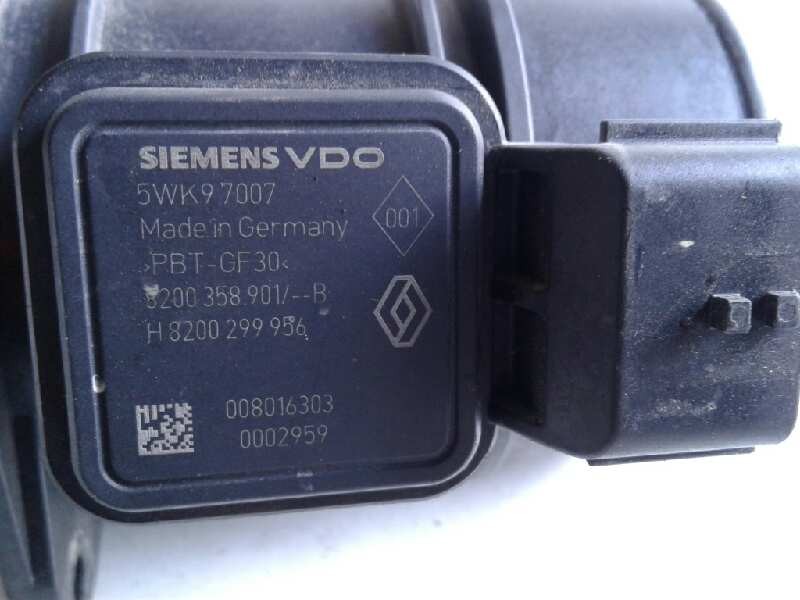 SIEMENS VDO
5WK9 7007
Made in Germany
001
>PBT-GF30<
8200 358 901/--B
H 8200 299 956
008016303
0002959